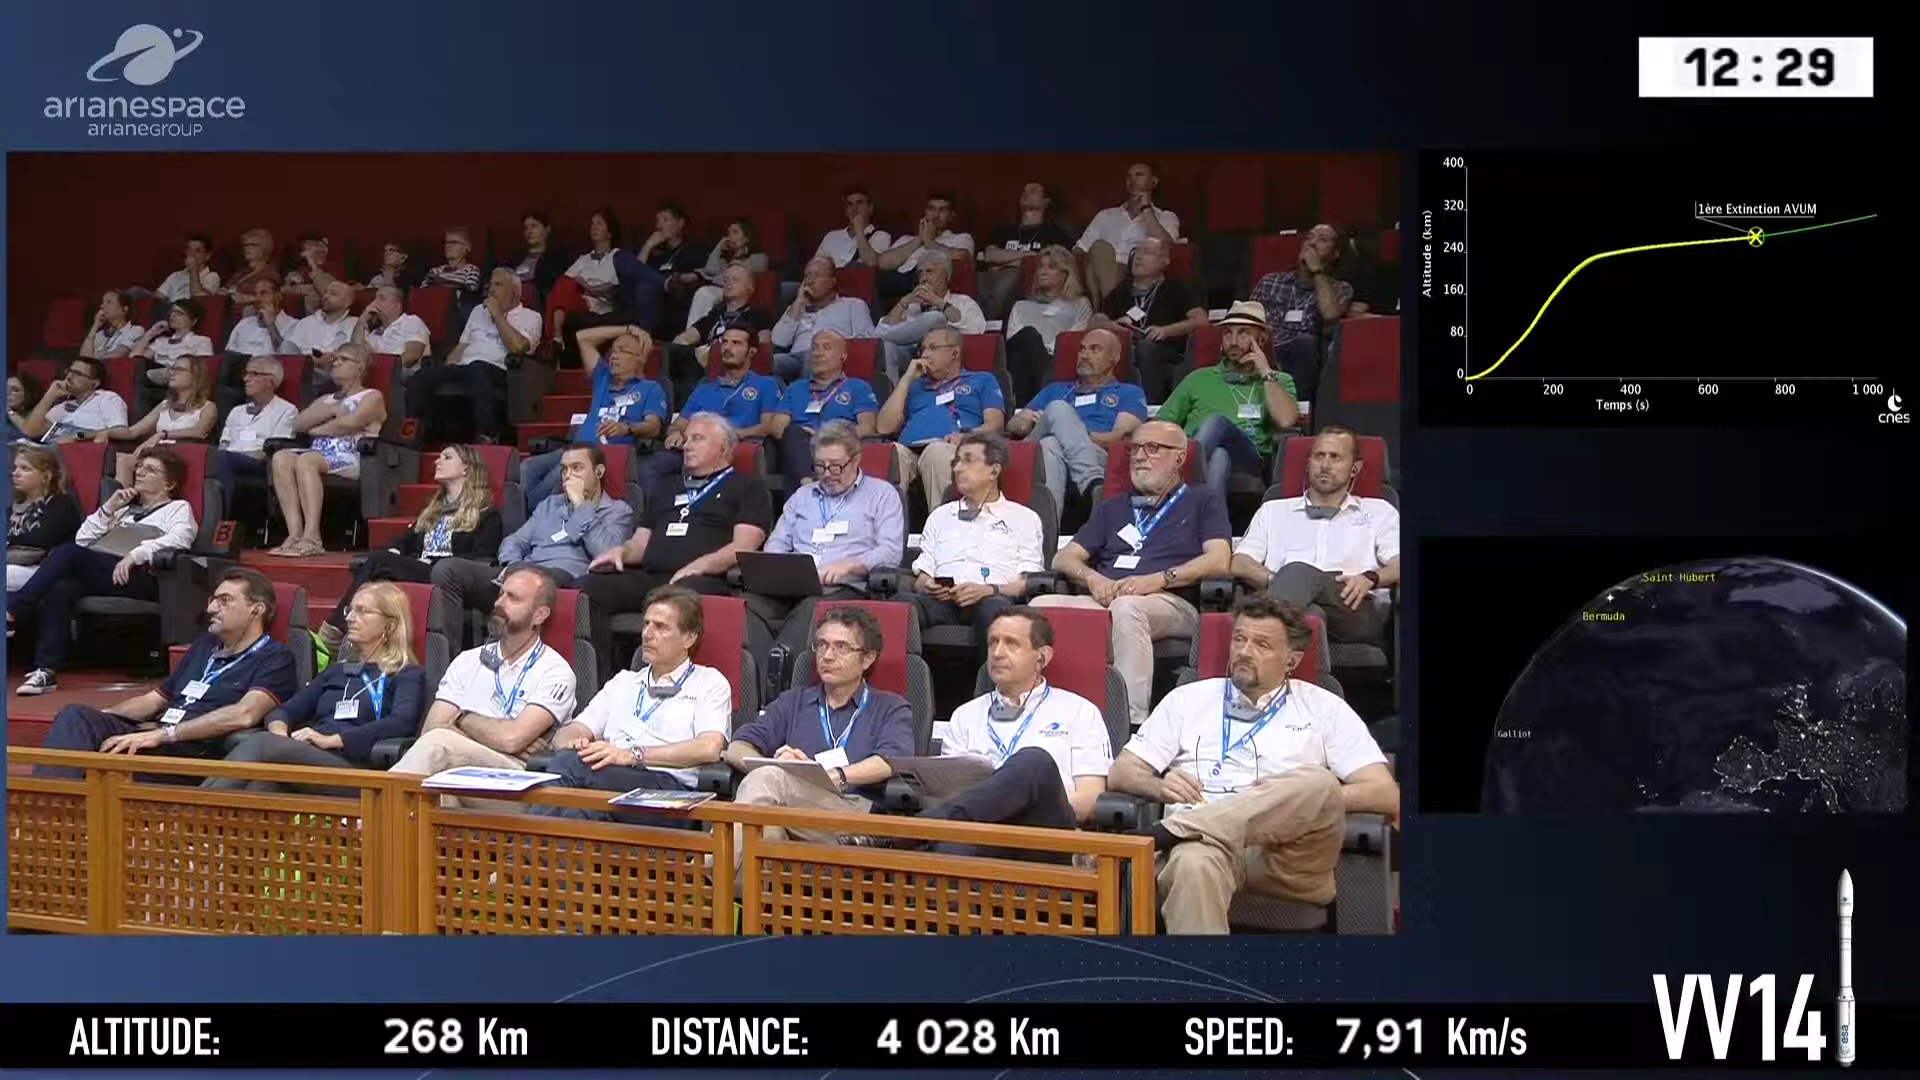 arianespace
arianeGROUP
12:29
400
320
240
160
80
0
Altitude (km)
1ère Extinction AVUM
0
200
400
600
800
1 000
Temps (s)
cnes
C
B
Saint Hubert
Bermuda
Galliot
ALTITUDE: 268 Km DISTANCE: 4 028 Km SPEED: 7,91 Km/s
VV14
esa